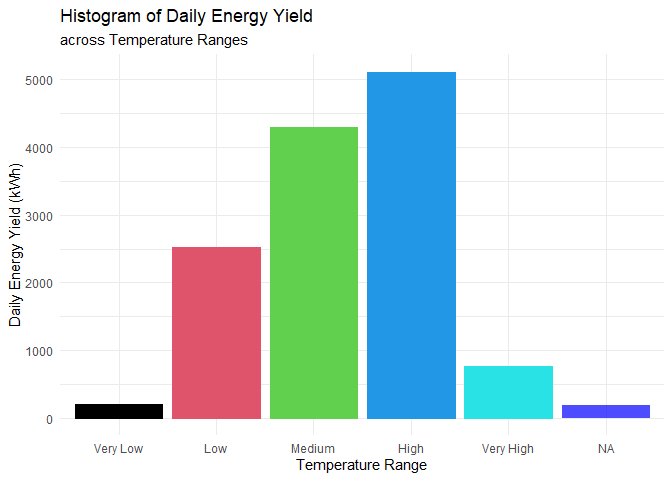 Histogram of Daily Energy Yield
across Temperature Ranges
Daily Energy Yield (kWh)
5000
4000
3000
2000
1000
0
Very Low Low Medium High Very High NA
Temperature Range